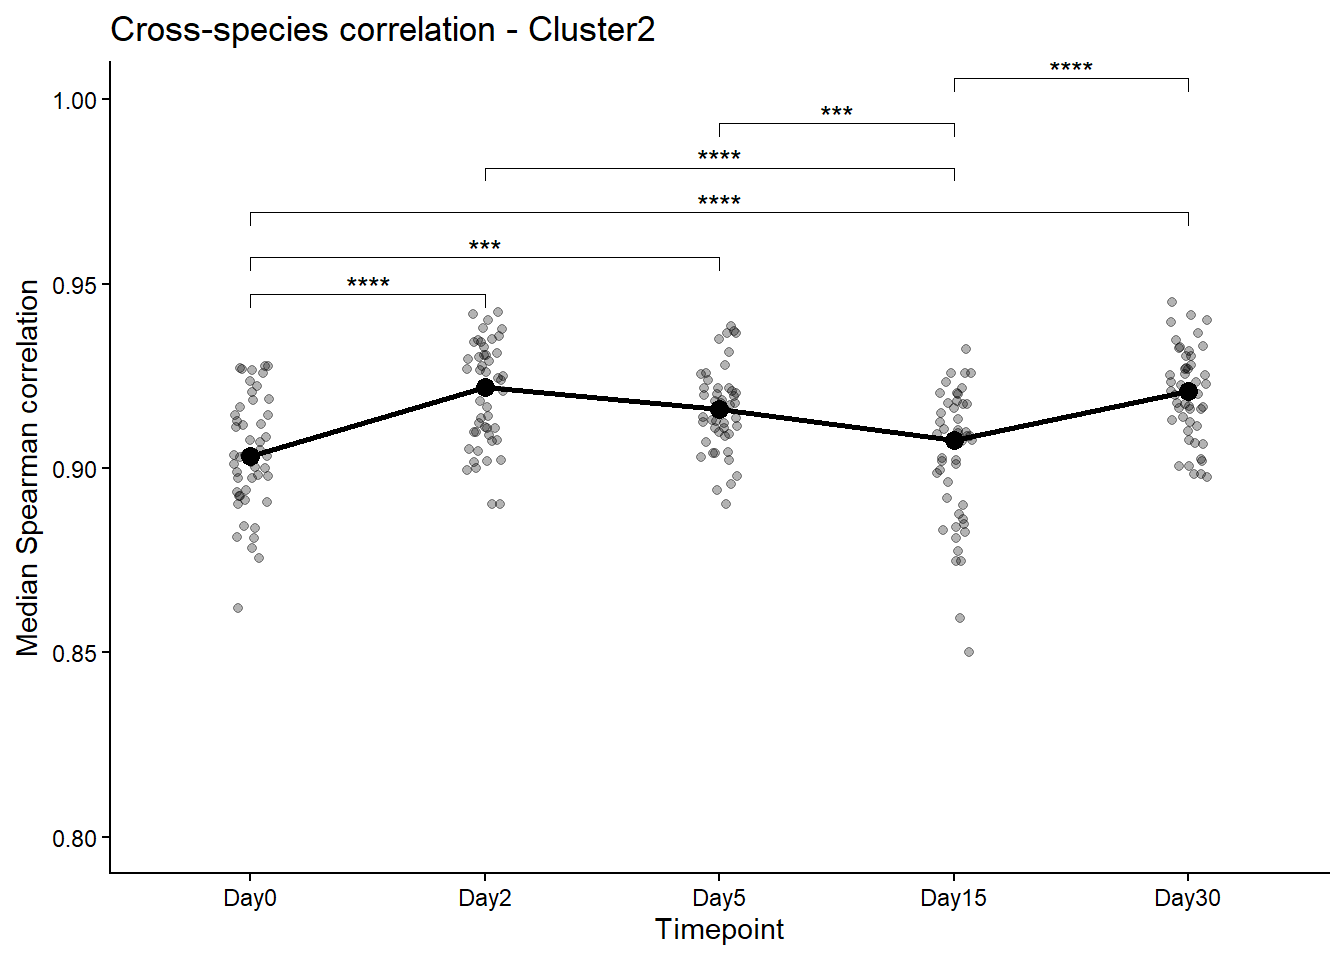 Cross-species correlation - Cluster2
****
***
****
****
***
****
1.00
0.95
0.90
0.85
0.80
Median Spearman correlation
Day0 Day2 Day5 Day15 Day30
Timepoint